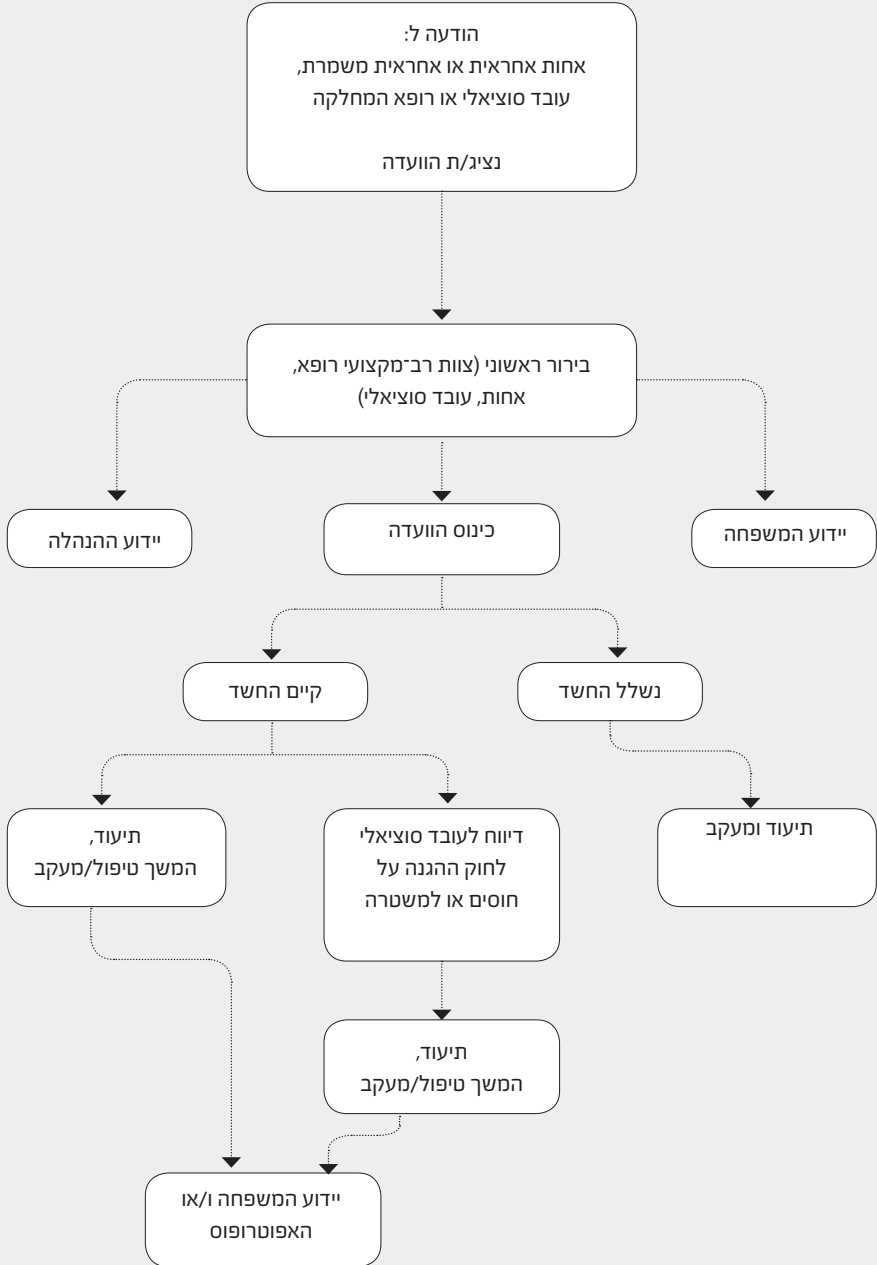 הודעה ל:
אחות אחראית או אחראית משמרת,
עובד סוציאלי או רופא המחלקה
נציג/ת הוועדה
בירור ראשוני (צוות רב־מקצועי רופא,
אחות, עובד סוציאלי)
יידוע המשפחה
כינוס הוועדה
יידוע ההנהלה
נשלל החשד
קיים החשד
תיעוד ומעקב
דיווח לעובד סוציאלי
לחוק ההגנה על
חוסים או למשטרה
תיעוד,
המשך טיפול/מעקב
תיעוד,
המשך טיפול/מעקב
יידוע המשפחה ו/או
האפוטרופוס